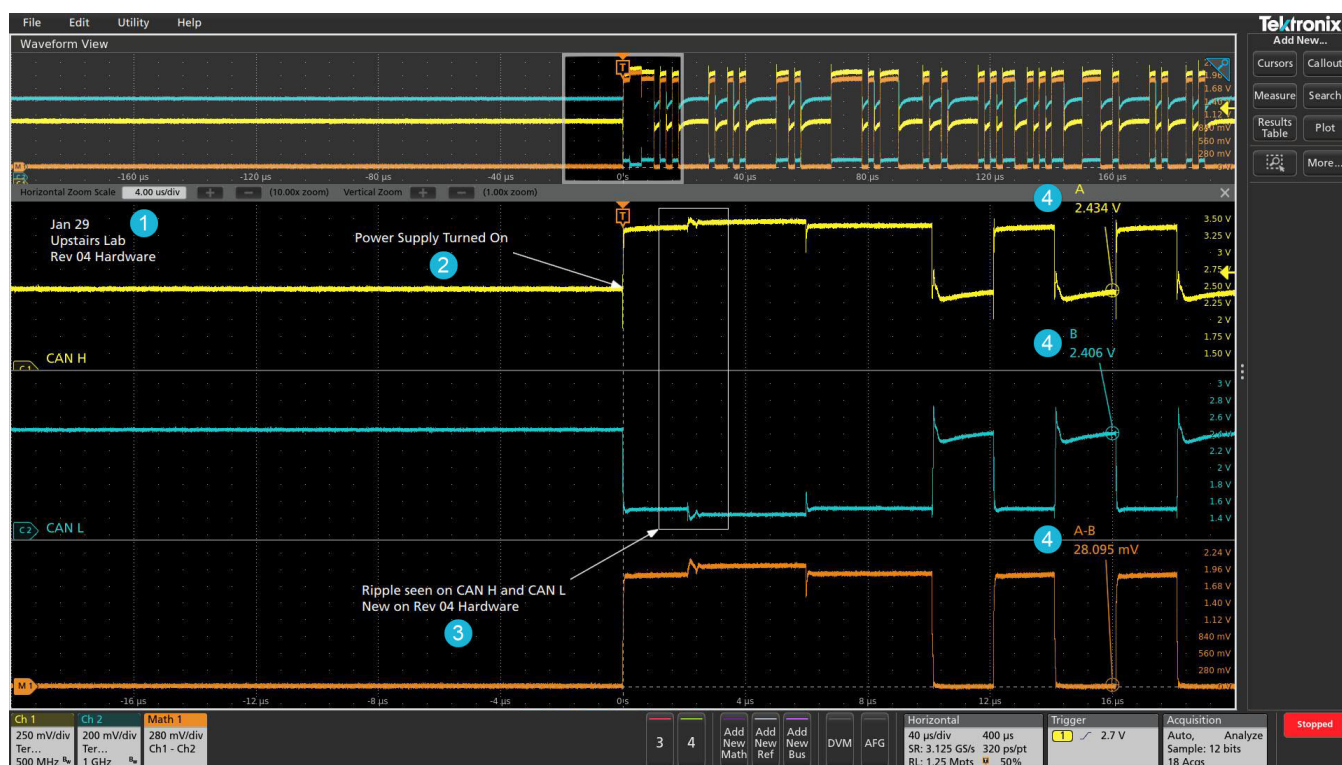 File Edit Utility Help
Tektronix
Waveform View
Add New...
Cursors Callout
Measure Search
Results Table Plot
More...
1.96
1.68 V
1.12
840 mV
560 mV
280 mV
-160 µs -120 µs -80 µs -40 µs 0 s 40 µs 80 µs 120 µs 160 µs
Horizontal Zoom Scale 4.00 us/div + − (10.00x zoom) Vertical Zoom + − (1.00x zoom)
T
Jan 29
Upstairs Lab
Rev 04 Hardware
1
Power Supply Turned On
2
4
A
2.434 V
3.50 V
3.25 V
3 V
2.75
2.50 V
2.25 V
2 V
1.75 V
1.50 V
CAN H
4
B
2.406 V
3 V
2.8 V
2.6 V
2.2 V
2 V
1.8 V
1.6 V
1.4 V
C2 CAN L
4
A-B
28.095 mV
2.24 V
1.96 V
1.68 V
1.40 V
1.12 V
840 mV
560 mV
280 mV
Ripple seen on CAN H and CAN L
New on Rev 04 Hardware
3
M 1
-16 µs -12 µs -8 µs -4 µs 0 s 4 µs 8 µs 12 µs 16 µs
Ch 1
250 mV/div
Ter...
500 MHz Bw
Ch 2
200 mV/div
Ter...
1 GHz Bw
Math 1
280 mV/div
Ch1 - Ch2
3 4
Add New Math
Add New Ref
Add New Bus
DVM AFG
Horizontal
40 µs/div 400 µs
SR: 3.125 GS/s 320 ps/pt
RL: 1.25 Mpts 50%
Trigger
1 2.7 V
Acquisition
Auto, Analyze
Sample: 12 bits
18 Acqs
Stopped